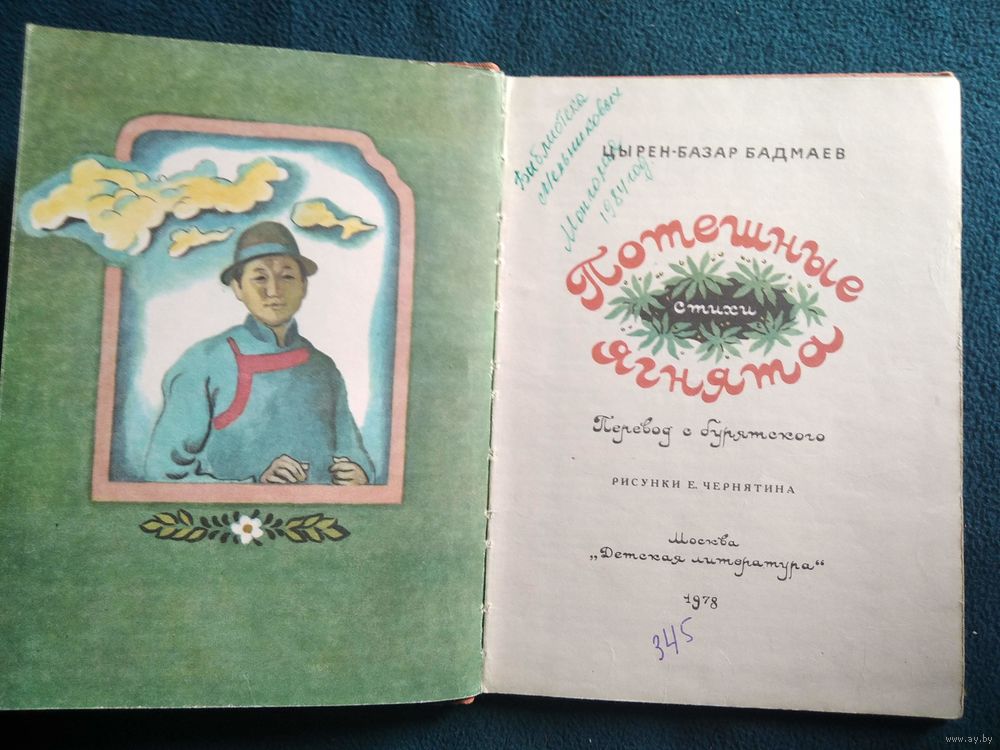 Библиотека
Мельниковых
Монголия
1984 год.
ЦЫРЕН-БАЗАР БАДМАЕВ
Потешные
стихи
ягнята
Перевод с бурятского
РИСУНКИ Е. ЧЕРНЯТИНА
Москва
„Детская литература“
1978
345
www.ay.by